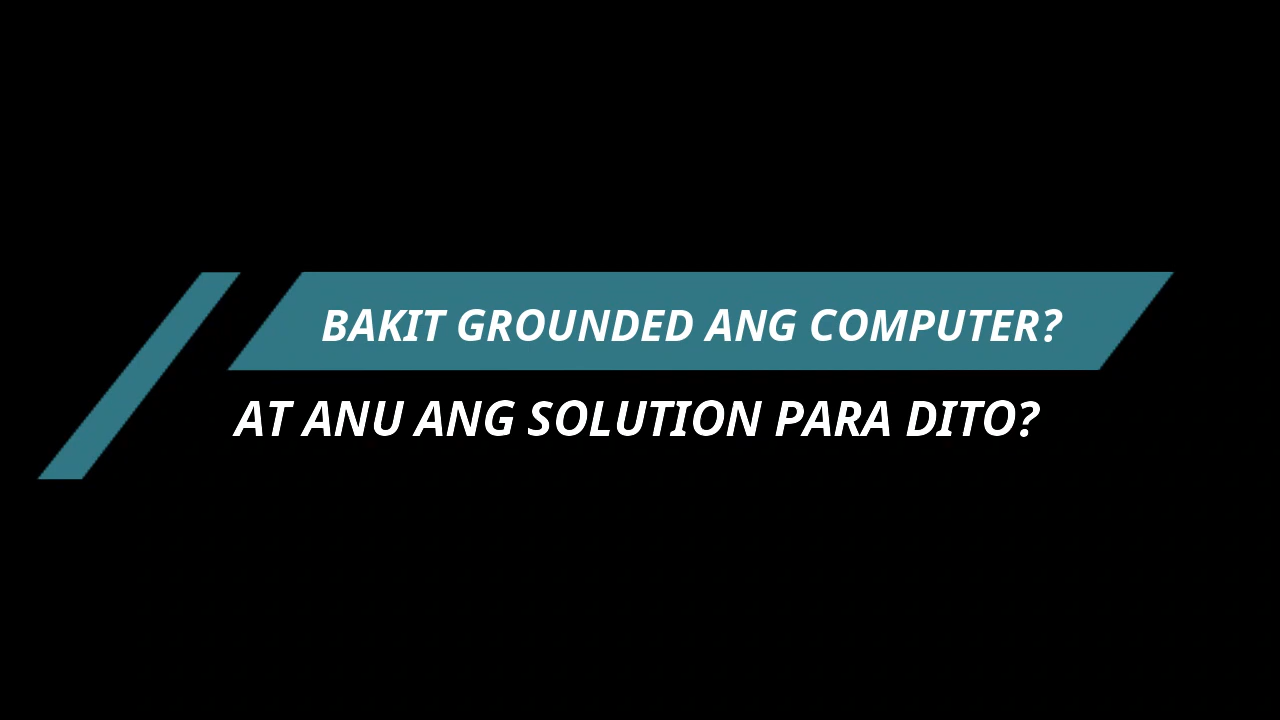 BAKIT GROUNDED ANG COMPUTER?
AT ANU ANG SOLUTION PARA DITO?